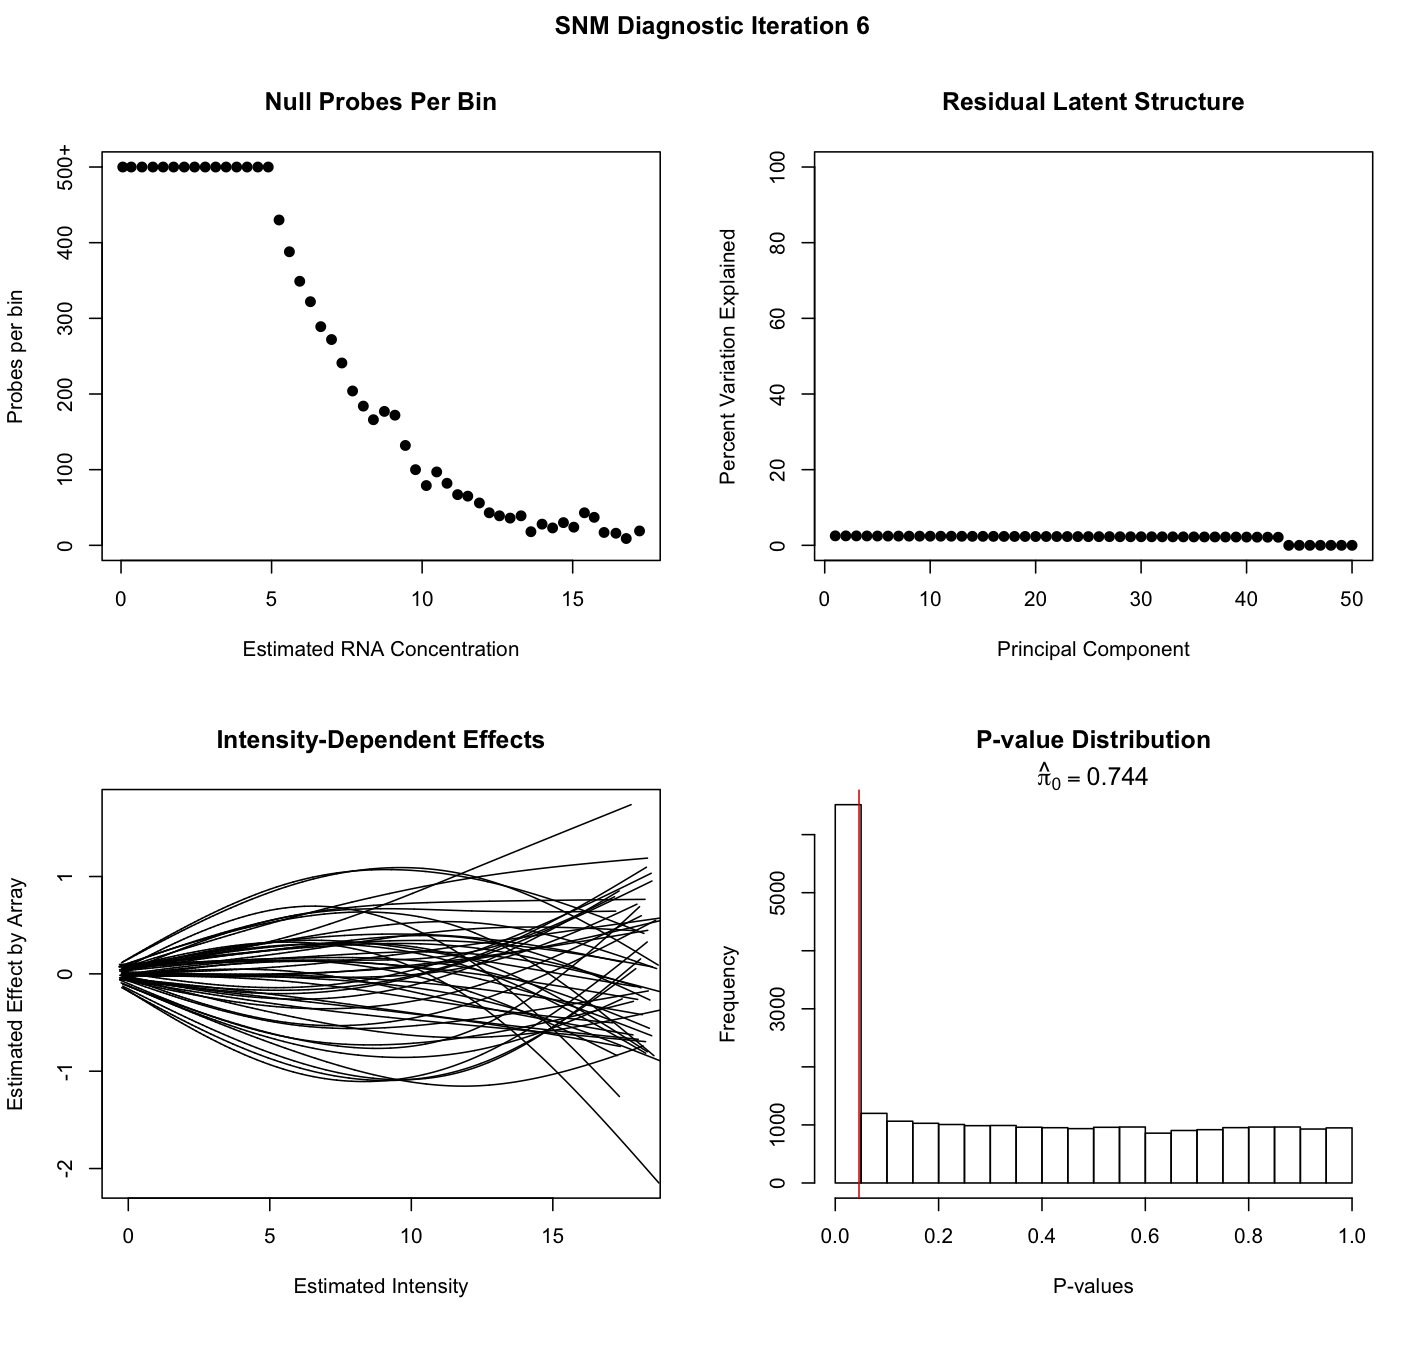 SNM Diagnostic Iteration 6
Null Probes Per Bin
500+
400
300
200
100
0
Probes per bin
0 5 10 15
Estimated RNA Concentration
Residual Latent Structure
100
80
60
40
20
0
Percent Variation Explained
0 10 20 30 40 50
Principal Component
Intensity-Dependent Effects
1
0
-1
-2
Estimated Effect by Array
0 5 10 15
Estimated Intensity
P-value Distribution
π̂₀ = 0.744
5000
3000
1000
0
Frequency
0.0 0.2 0.4 0.6 0.8 1.0
P-values